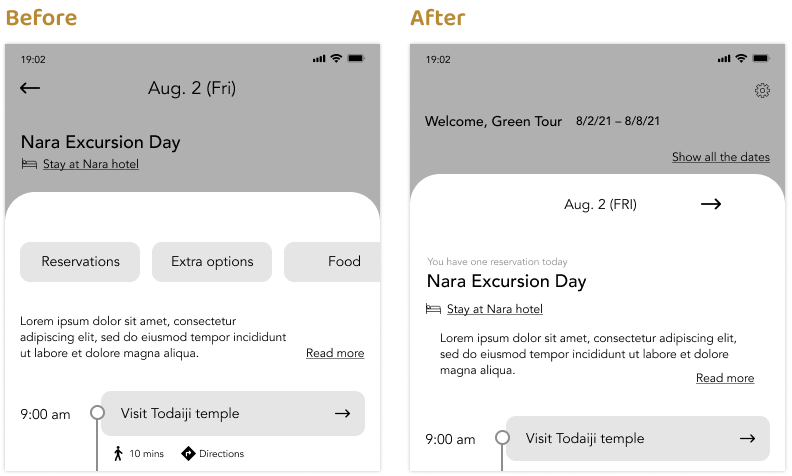 Before
19:02
Aug. 2 (Fri)
Nara Excursion Day
Stay at Nara hotel
Reservations
Extra options
Food
Lorem ipsum dolor sit amet, consectetur
adipiscing elit, sed do eiusmod tempor incididunt
ut labore et dolore magna aliqua.
Read more
9:00 am
Visit Todaiji temple
10 mins
Directions
After
19:02
Welcome, Green Tour
8/2/21 – 8/8/21
Show all the dates
Aug. 2 (FRI)
You have one reservation today
Nara Excursion Day
Stay at Nara hotel
Lorem ipsum dolor sit amet, consectetur adipiscing elit,
sed do eiusmod tempor incididunt ut labore et dolore
magna aliqua.
Read more
9:00 am
Visit Todaiji temple